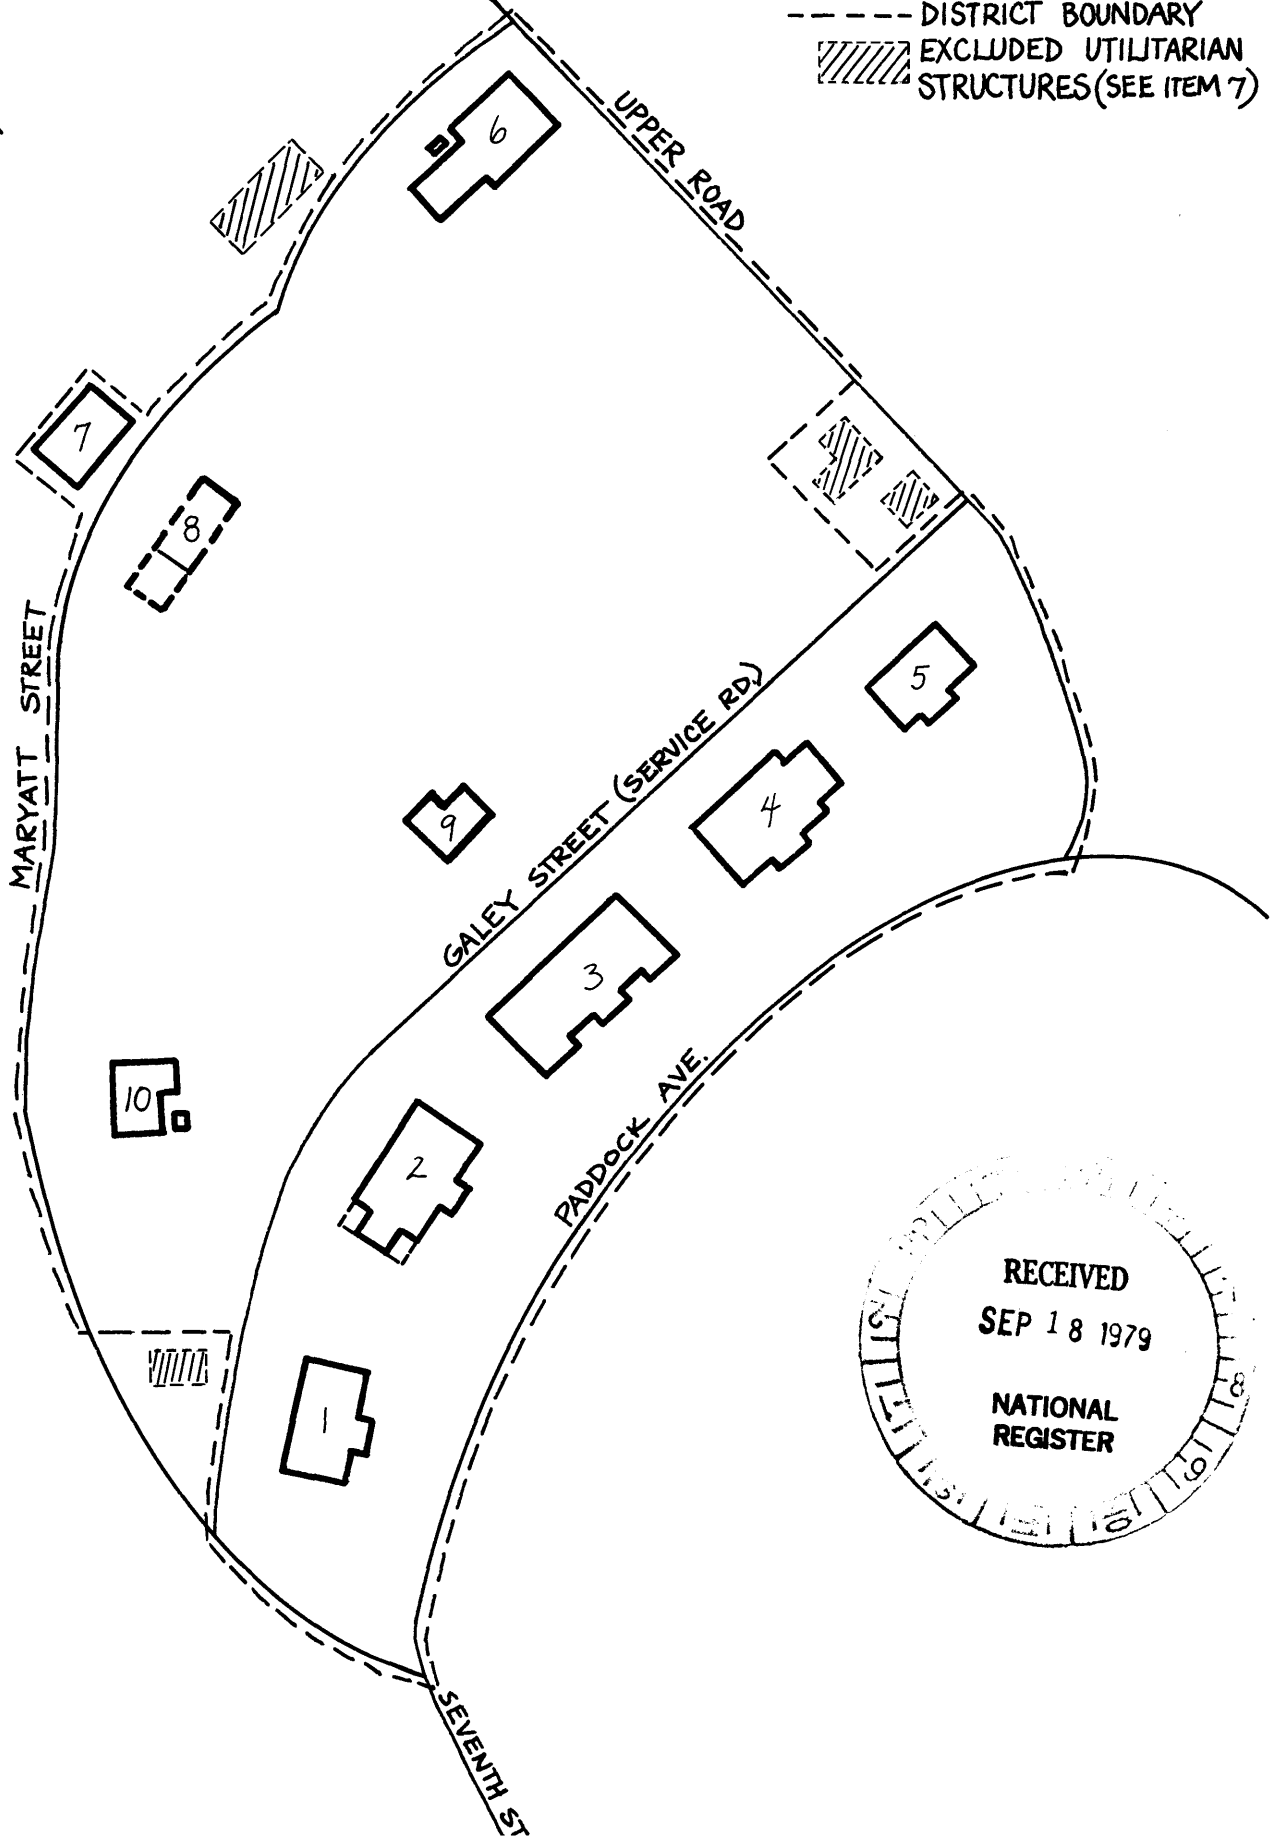 DISTRICT BOUNDARY
EXCLUDED UTILITARIAN
STRUCTURES (SEE ITEM 7)
UPPER ROAD
6
7
8
MARYATT STREET
5
GALEY STREET (SERVICE RD.)
4
9
3
10
PADDOCK AVE.
2
1
RECEIVED
SEP 18 1979
NATIONAL
REGISTER
SEVENTH ST